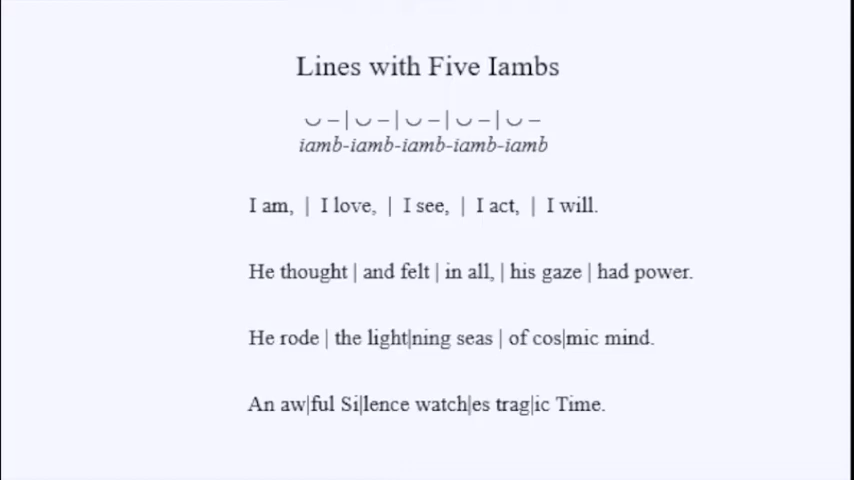 Lines with Five Iambs
◡ – | ◡ – | ◡ – | ◡ – | ◡ –
iamb-iamb-iamb-iamb-iamb
I am, | I love, | I see, | I act, | I will.
He thought | and felt | in all, | his gaze | had power.
He rode | the light|ning seas | of cos|mic mind.
An aw|ful Si|lence watch|es trag|ic Time.